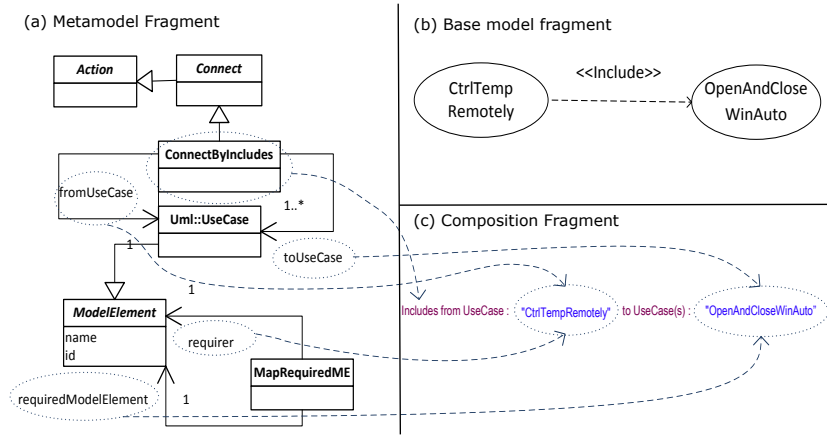 (a) Metamodel Fragment
Action
Connect
ConnectByIncludes
fromUseCase
1..*
Uml::UseCase
1
toUseCase
1
ModelElement
name
id
requirer
MapRequiredME
requiredModelElement
1
(b) Base model fragment
CtrlTemp
Remotely
<<Include>>
OpenAndClose
WinAuto
(c) Composition Fragment
Includes from UseCase : "CtrlTempRemotely" to UseCase(s) : "OpenAndCloseWinAuto"